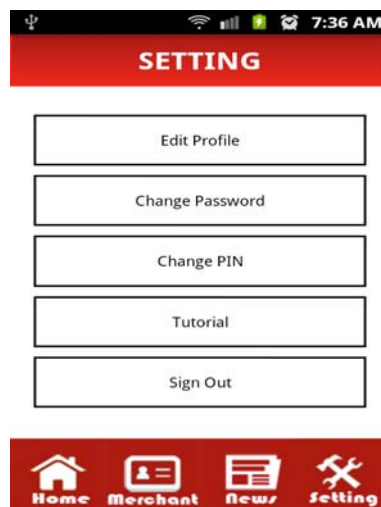 7:36 AM
SETTING
Edit Profile
Change Password
Change PIN
Tutorial
Sign Out
Home Merchant News Setting